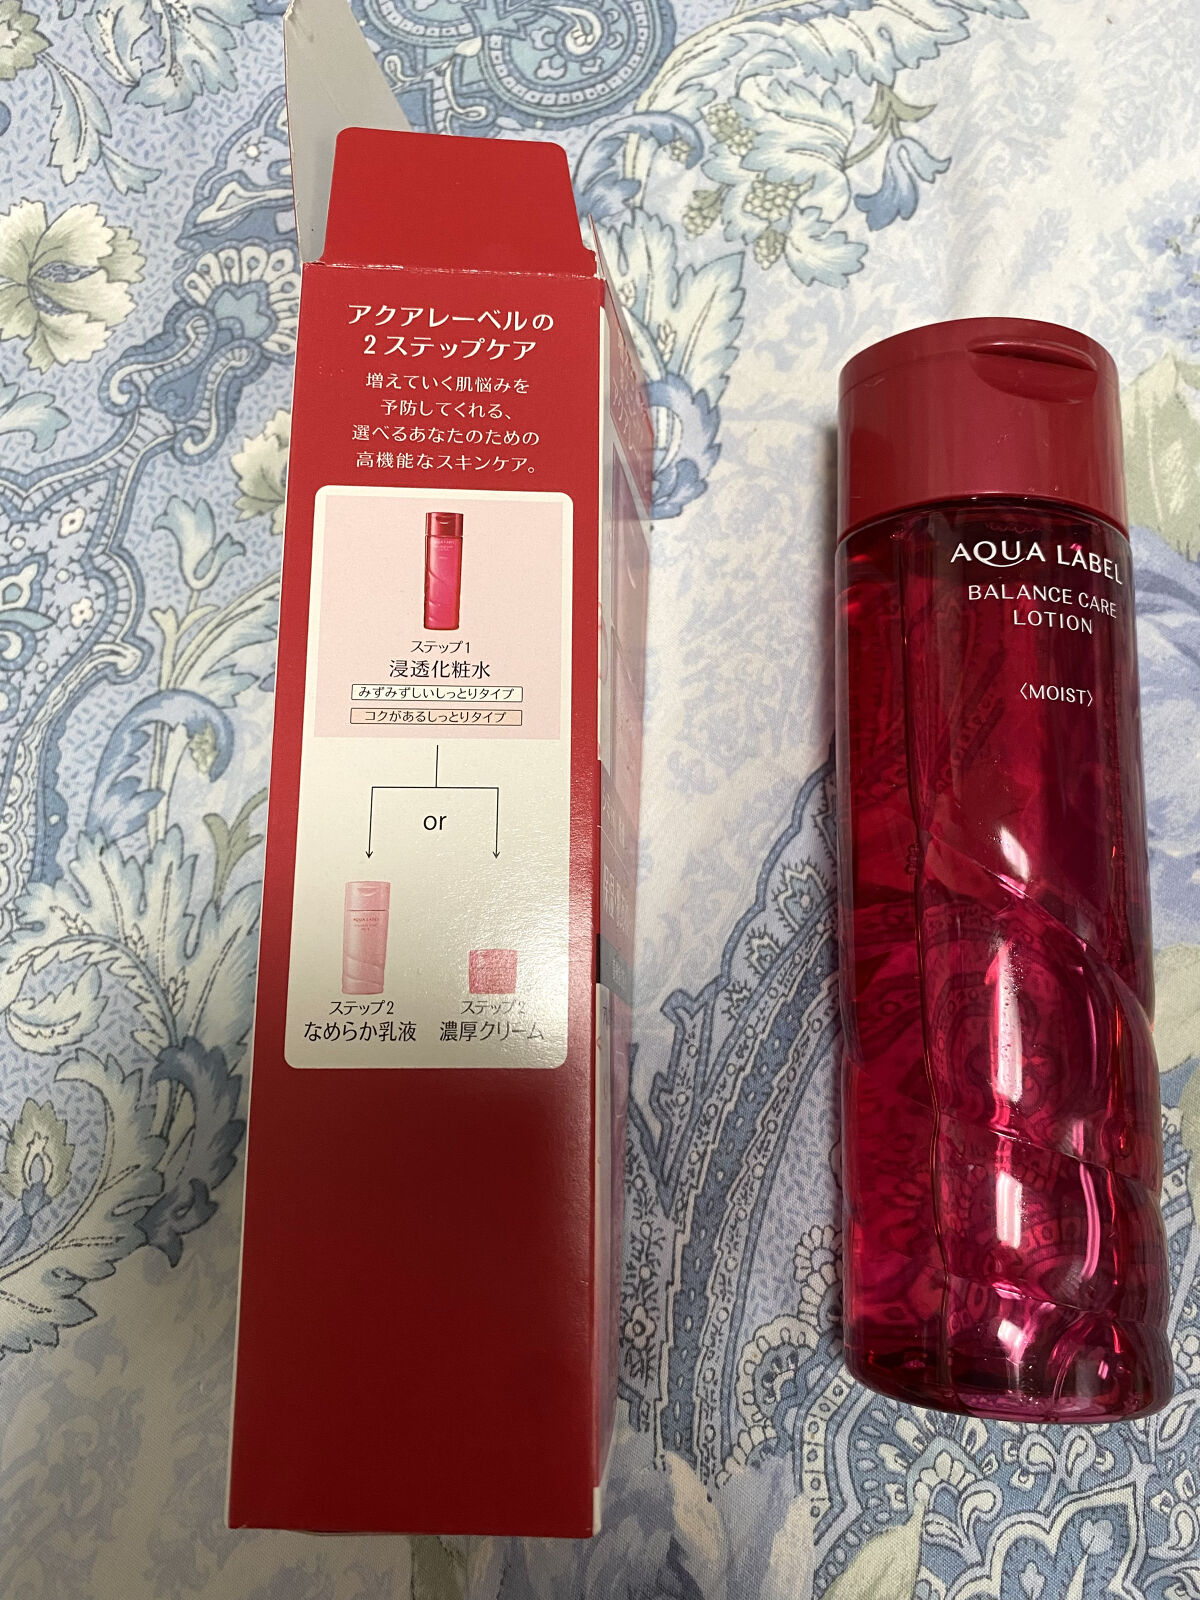 アクアレーベルの
2ステップケア
増えていく肌悩みを
予防してくれる、
選べるあなたのための
高機能なスキンケア。
ステップ1
浸透化粧水
みずみずしいしっとりタイプ
コクがあるしっとりタイプ
or
AQUA LABEL
ステップ2
なめらか乳液
ステップ2
濃厚クリーム
AQUA LABEL
BALANCE CARE
LOTION
〈MOIST〉